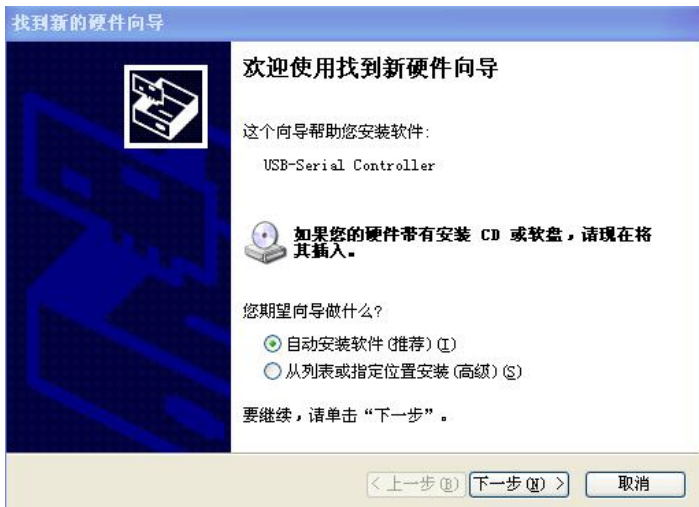 找到新的硬件向导
欢迎使用找到新硬件向导
这个向导帮助您安装软件:
USB-Serial Controller
如果您的硬件带有安装 CD 或软盘，请现在将
其插入。
您期望向导做什么?
自动安装软件(推荐)(I)
从列表或指定位置安装(高级)(S)
要继续，请单击“下一步”。
< 上一步(B) 下一步(N) > 取消